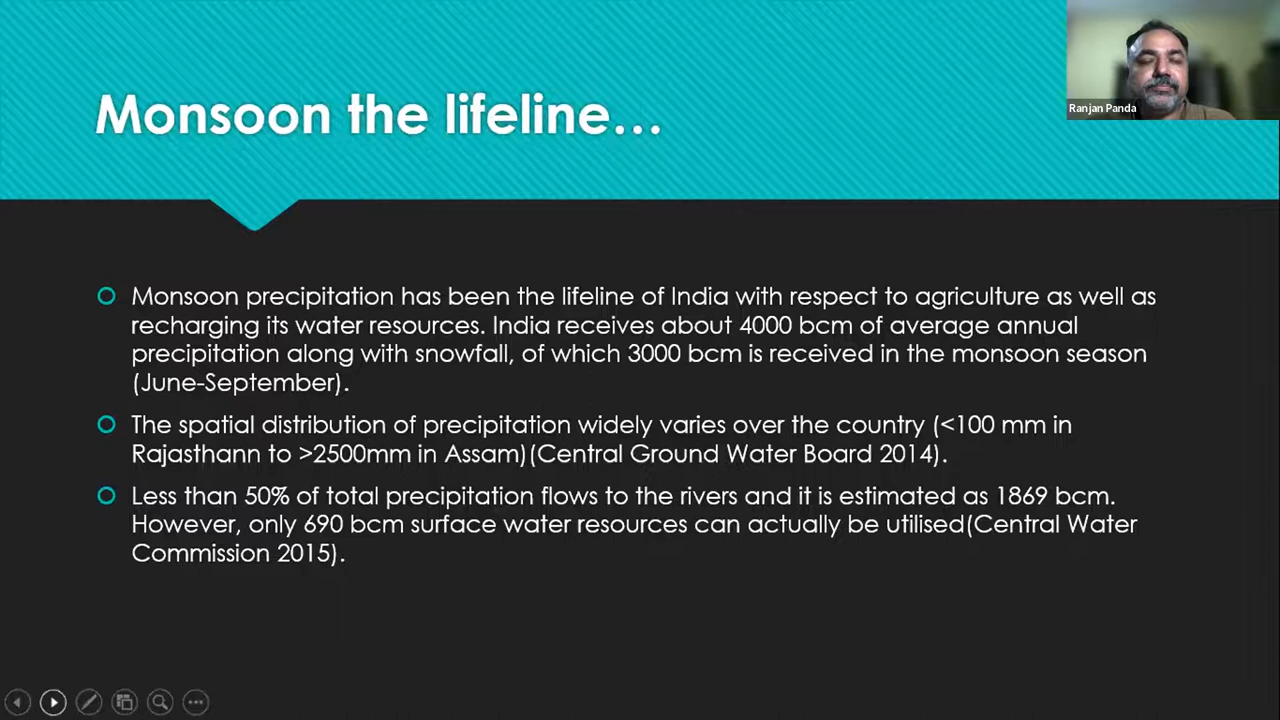 Monsoon the lifeline...
Ranjan Panda
Monsoon precipitation has been the lifeline of India with respect to agriculture as well as
recharging its water resources. India receives about 4000 bcm of average annual
precipitation along with snowfall, of which 3000 bcm is received in the monsoon season
(June-September).
The spatial distribution of precipitation widely varies over the country (<100 mm in
Rajasthann to >2500mm in Assam)(Central Ground Water Board 2014).
Less than 50% of total precipitation flows to the rivers and it is estimated as 1869 bcm.
However, only 690 bcm surface water resources can actually be utilised(Central Water
Commission 2015).